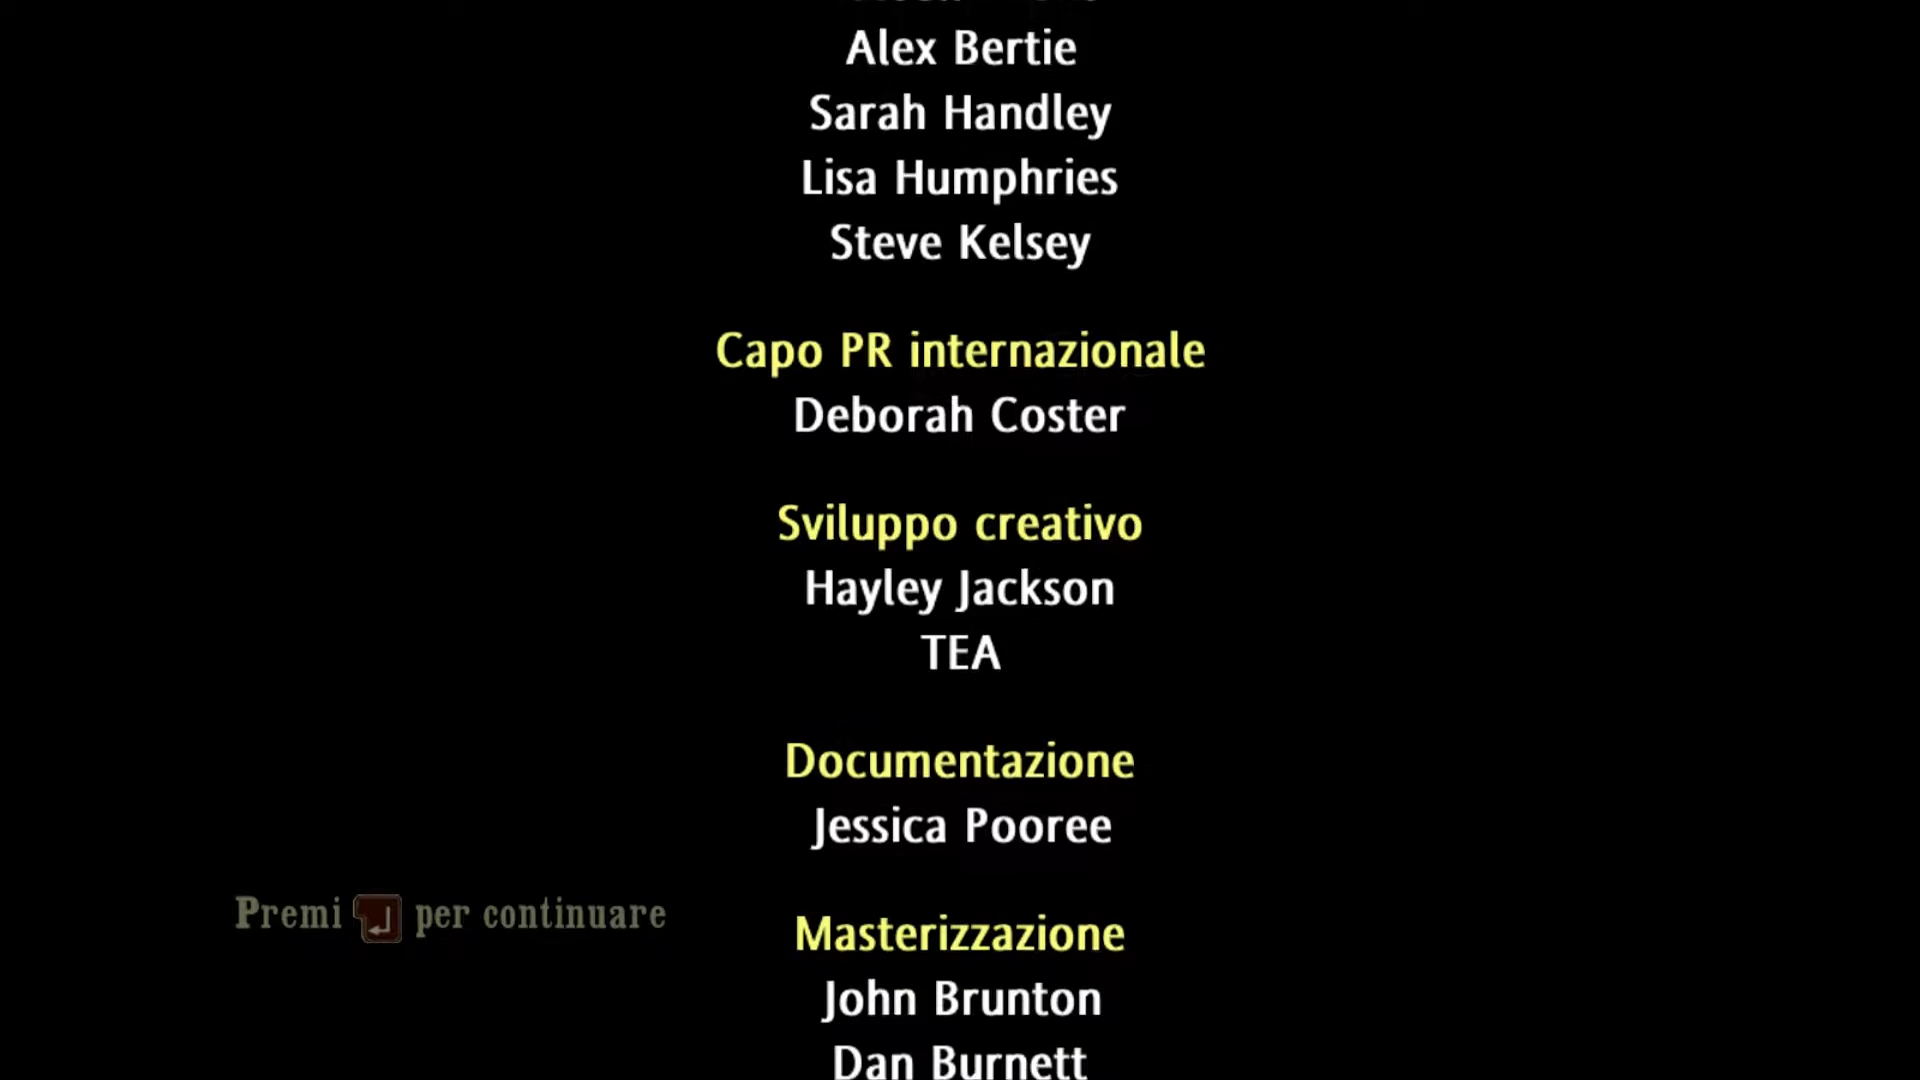 Alex Bertie
Sarah Handley
Lisa Humphries
Steve Kelsey
Capo PR internazionale
Deborah Coster
Sviluppo creativo
Hayley Jackson
TEA
Documentazione
Jessica Pooree
Premi per continuare
Masterizzazione
John Brunton
Dan Burnett